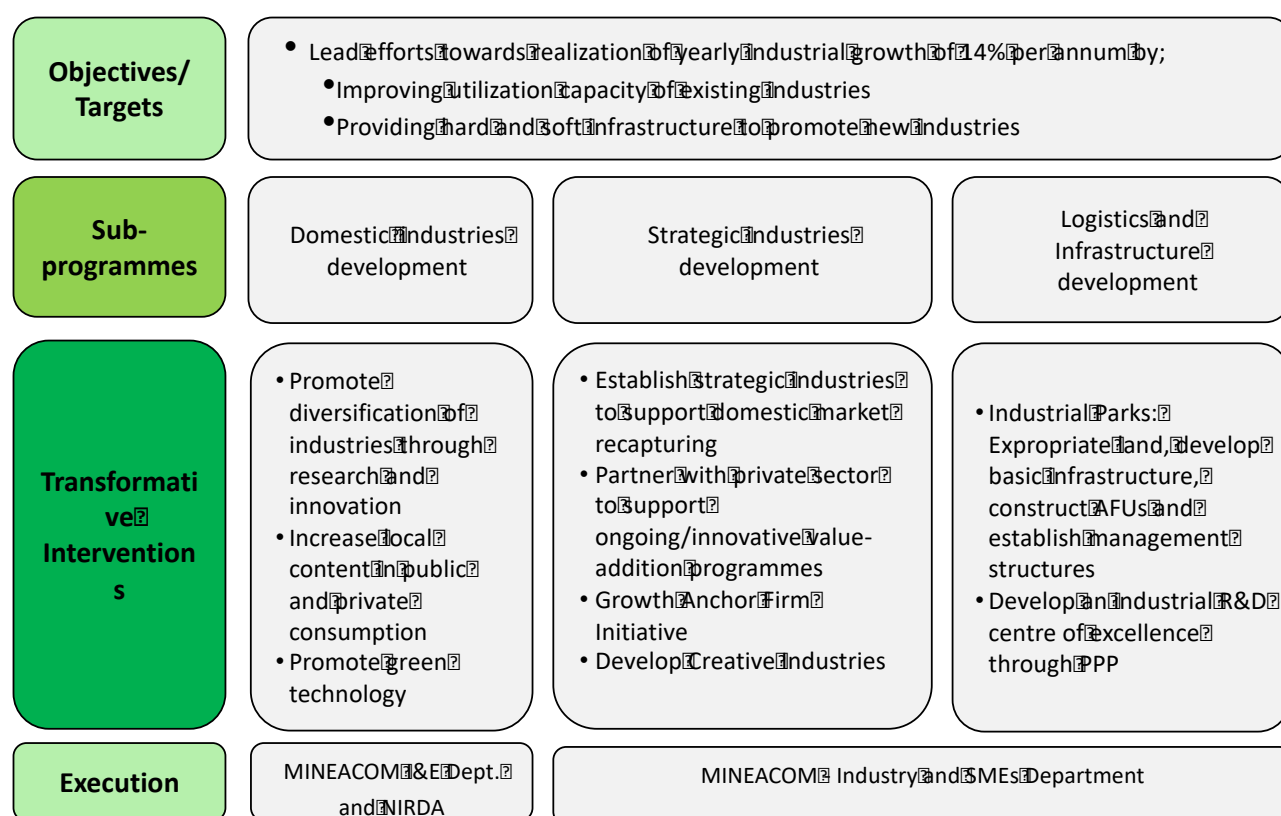 Objectives/
Targets
• Lead efforts towards realization of yearly industrial growth of 14% per annum by;
•Improving utilization capacity of existing industries
•Providing hard and soft infrastructure to promote new industries
Sub-
programmes
Domestic industries
development
Strategic industries
development
Logistics and
Infrastructure
development
Transformati
ve
Intervention
s
• Promote
diversification of
industries through
research and
innovation
• Increase local
content in public
and private
consumption
• Promote green
technology
• Establish strategic industries
to support domestic market
recapturing
• Partner with private sector
to support
ongoing/innovative value-
addition programmes
• Growth Anchor Firm
Initiative
• Develop Creative Industries
• Industrial Parks:
Expropriate land, develop
basic infrastructure,
construct AFUs and
establish management
structures
• Develop an industrial R&D
centre of excellence
through PPP
Execution
MINEACOM I&E Dept.
and NIRDA
MINEACOM - Industry and SMEs Department